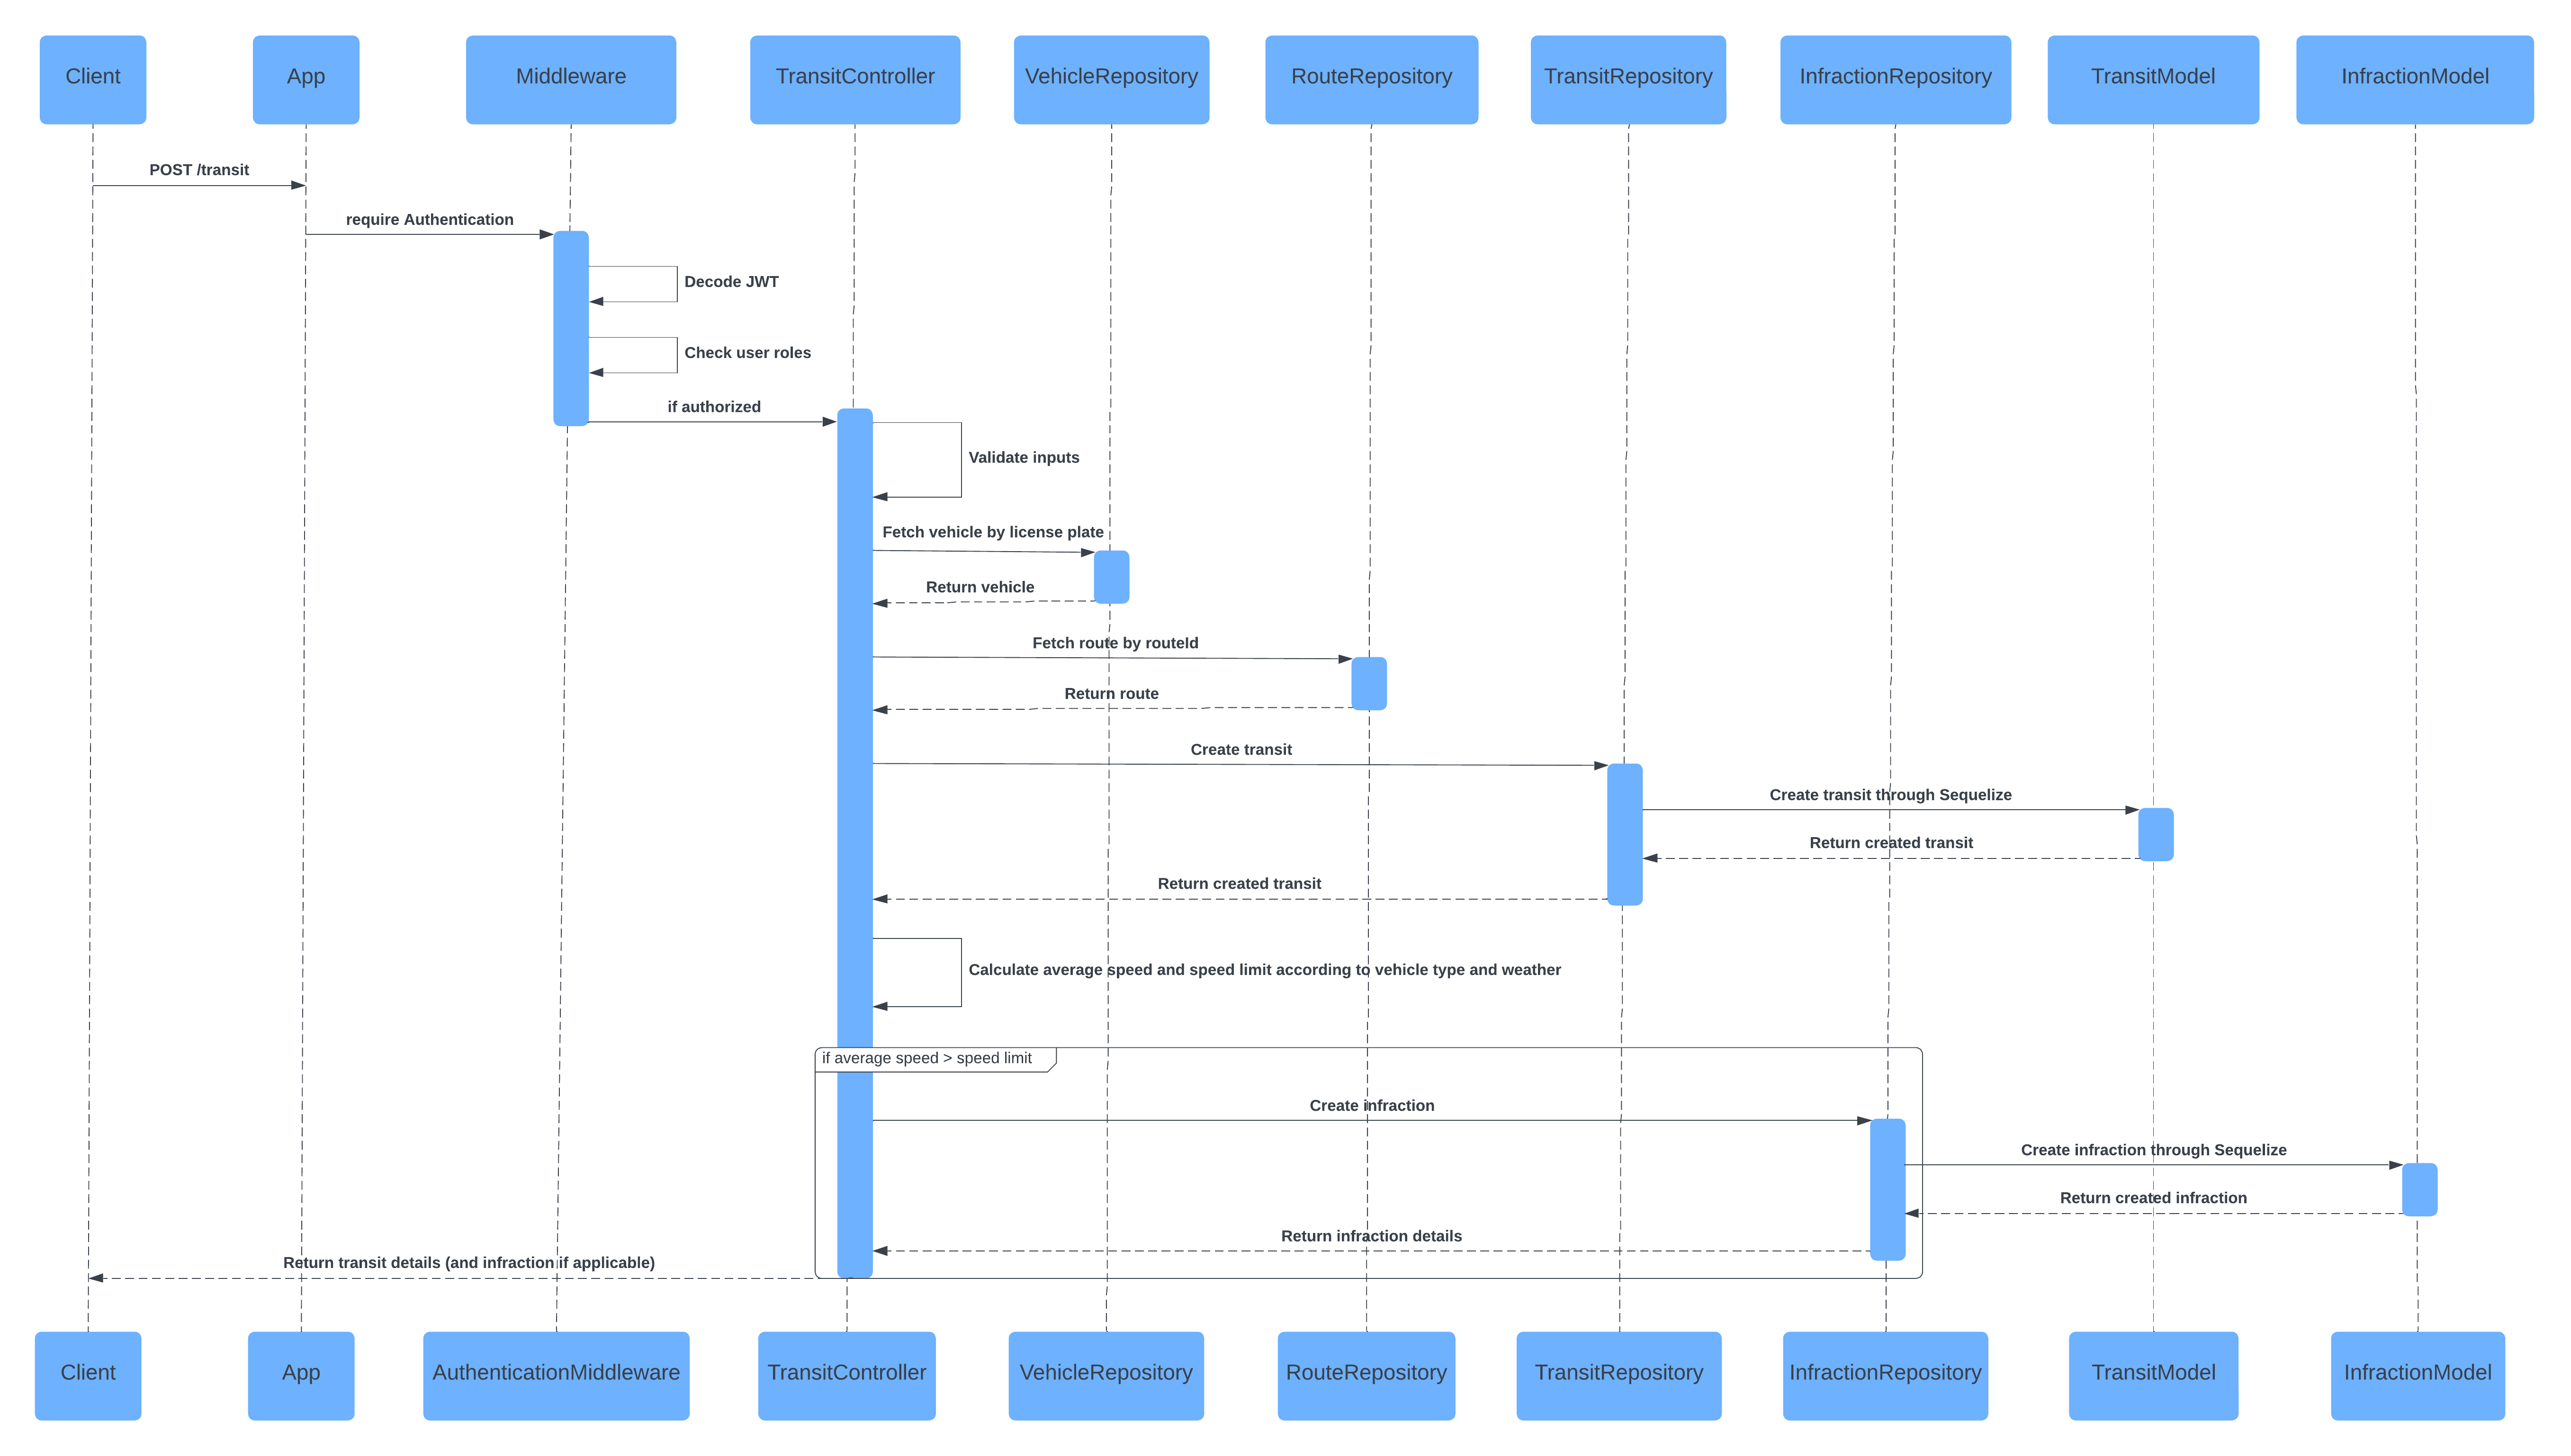 Client
App
Middleware
TransitController
VehicleRepository
RouteRepository
TransitRepository
InfractionRepository
TransitModel
InfractionModel
POST /transit
require Authentication
Decode JWT
Check user roles
if authorized
Validate inputs
Fetch vehicle by license plate
Return vehicle
Fetch route by routeId
Return route
Create transit
Create transit through Sequelize
Return created transit
Return created transit
Calculate average speed and speed limit according to vehicle type and weather
if average speed > speed limit
Create infraction
Create infraction through Sequelize
Return created infraction
Return infraction details
Return transit details (and infraction if applicable)
Client
App
AuthenticationMiddleware
TransitController
VehicleRepository
RouteRepository
TransitRepository
InfractionRepository
TransitModel
InfractionModel